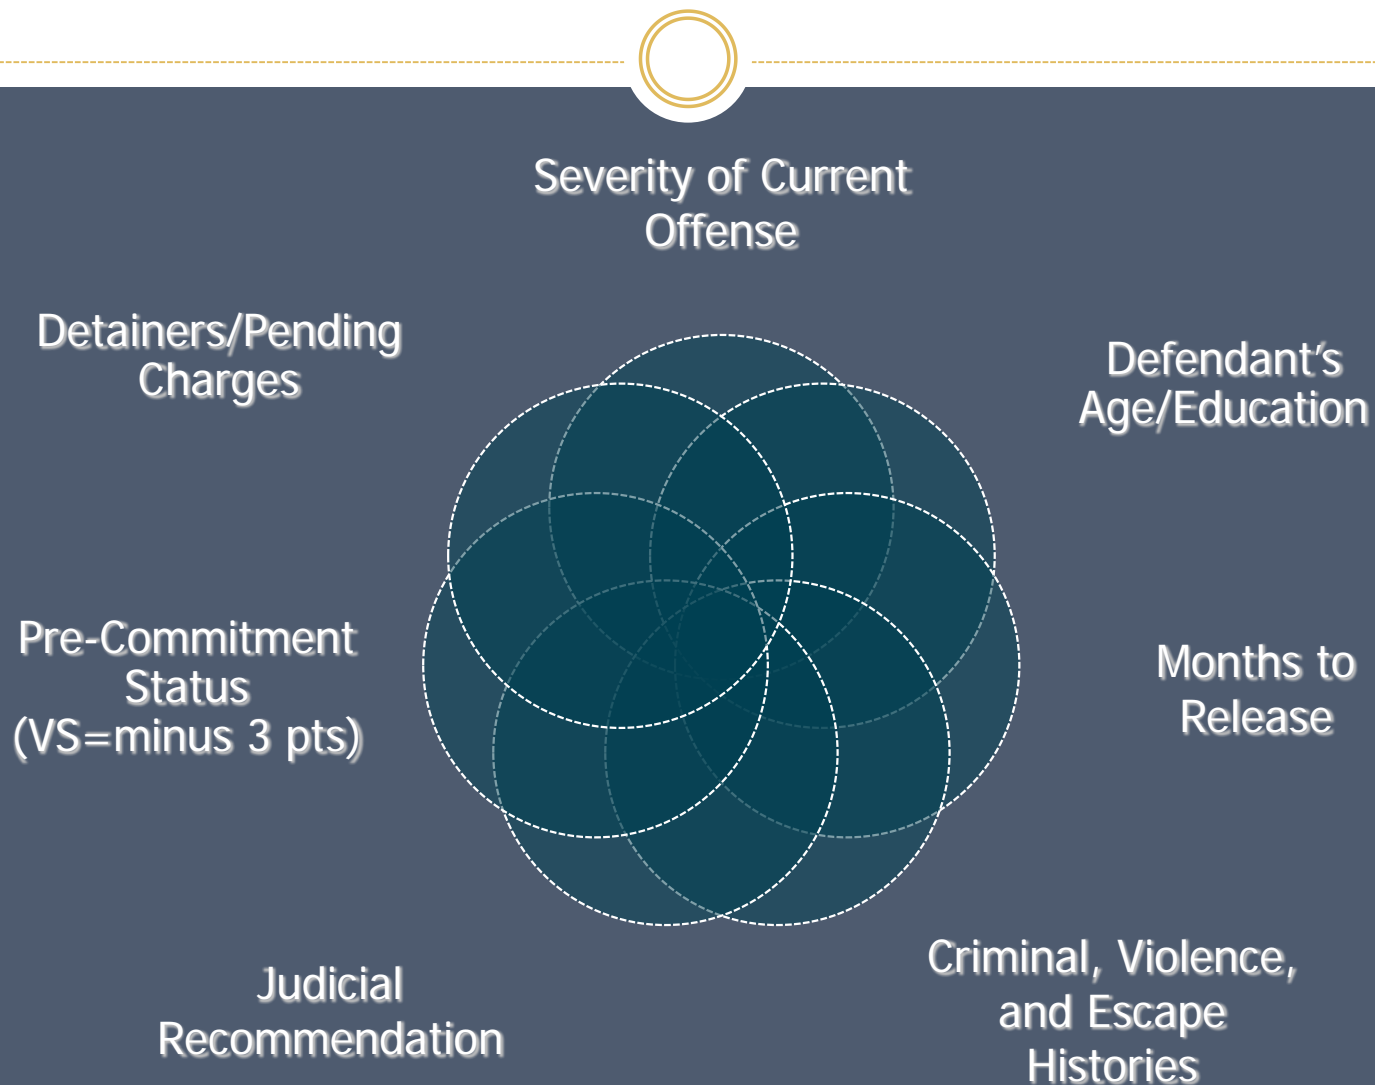 Severity of Current
Offense
Detainers/Pending
Charges
Defendant's
Age/Education
Pre-Commitment
Status
(VS=minus 3 pts)
Months to
Release
Judicial
Recommendation
Criminal, Violence,
and Escape
Histories